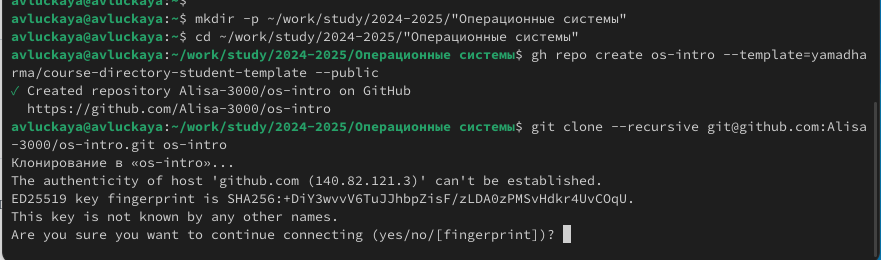 avluckaya@avluckaya:~$
avluckaya@avluckaya:~$ mkdir -p ~/work/study/2024-2025/"Операционные системы"
avluckaya@avluckaya:~$ cd ~/work/study/2024-2025/"Операционные системы"
avluckaya@avluckaya:~/work/study/2024-2025/Операционные системы$ gh repo create os-intro --template=yamadha
rma/course-directory-student-template --public
✓ Created repository Alisa-3000/os-intro on GitHub
https://github.com/Alisa-3000/os-intro
avluckaya@avluckaya:~/work/study/2024-2025/Операционные системы$ git clone --recursive git@github.com:Alisa
-3000/os-intro.git os-intro
Клонирование в «os-intro»...
The authenticity of host 'github.com (140.82.121.3)' can't be established.
ED25519 key fingerprint is SHA256:+DiY3wvvV6TuJJhbpZisF/zLDA0zPMSvHdkr4UvCOqU.
This key is not known by any other names.
Are you sure you want to continue connecting (yes/no/[fingerprint])?